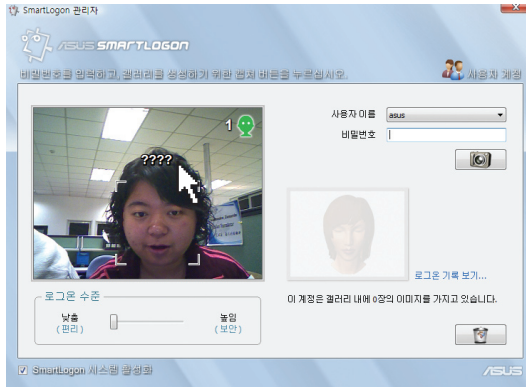 SmartLogon 관리자
ASUS SMARTLOGON
비밀번호를 입력하고, 갤러리를 생성하기 위한 캡쳐 버튼을 누르십시오.
사용자 계정
1
????
사용자 이름 asus
비밀번호
로그온 기록 보기...
로그온 수준
낮춤
(편리)
높임
(보안)
이 계정은 갤러리 내에 0장의 이미지를 가지고 있습니다.
SmartLogon 시스템 활성화
ASUS